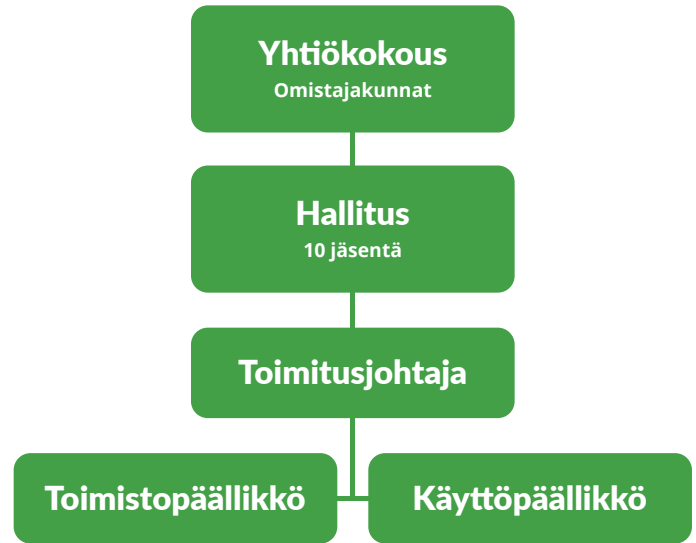 Yhtiökokous
Omistajakunnat
Hallitus
10 jäsentä
Toimitusjohtaja
Toimistopäällikkö
Käyttöpäällikkö